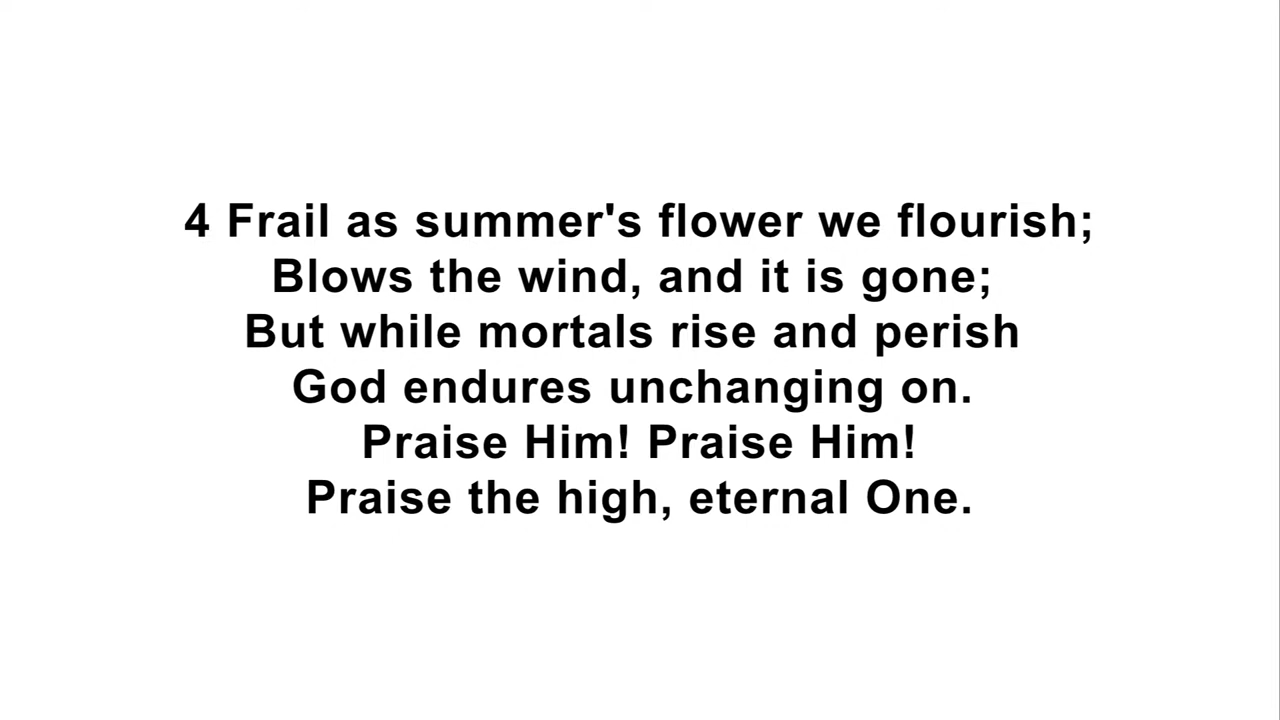 4 Frail as summer's flower we flourish;
Blows the wind, and it is gone;
But while mortals rise and perish
God endures unchanging on.
Praise Him! Praise Him!
Praise the high, eternal One.